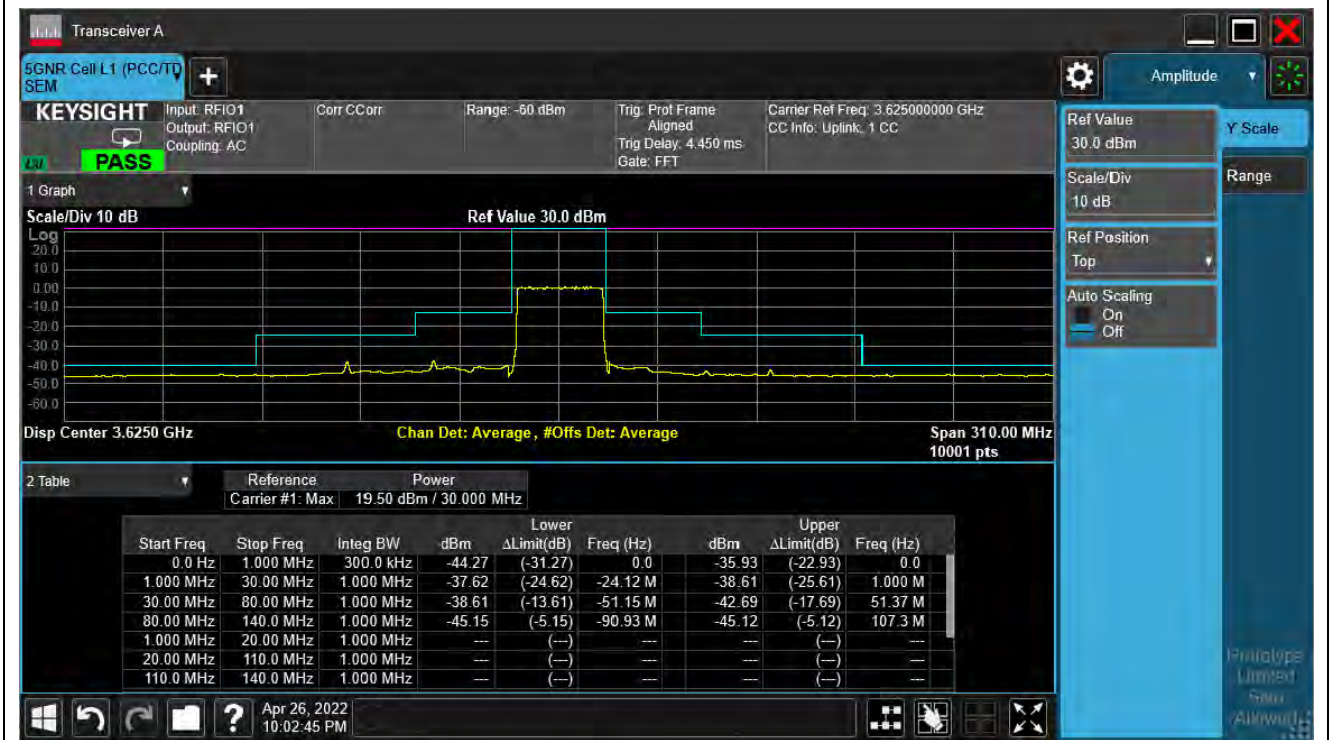 Transceiver A
5GNR Cell L1 (PCC/TD
SEM
+
Amplitude
KEYSIGHT
Input: RFIO1
Output: RFIO1
Coupling: AC
Corr CCorr
Range: -60 dBm
Trig: Prot Frame
Aligned
Trig Delay: 4.450 ms
Gate: FFT
Carrier Ref Freq: 3.625000000 GHz
CC Info: Uplink, 1 CC
PASS
Ref Value
30.0 dBm
Y Scale
Scale/Div
10 dB
Range
Ref Position
Top
Auto Scaling
On
Off
1 Graph
Scale/Div 10 dB
Ref Value 30.0 dBm
Log
20.0
10.0
0.00
-10.0
-20.0
-30.0
-40.0
-50.0
-60.0
Disp Center 3.6250 GHz
Chan Det: Average , #Offs Det: Average
Span 310.00 MHz
10001 pts
2 Table
Reference Power
Carrier #1: Max 19.50 dBm / 30.000 MHz
Lower Upper
Start Freq Stop Freq Integ BW dBm ΔLimit(dB) Freq (Hz) dBm ΔLimit(dB) Freq (Hz)
0.0 Hz 1.000 MHz 300.0 kHz -44.27 (-31.27) 0.0 -35.93 (-22.93) 0.0
1.000 MHz 30.00 MHz 1.000 MHz -37.62 (-24.62) -24.12 M -38.61 (-25.61) 1.000 M
30.00 MHz 80.00 MHz 1.000 MHz -38.61 (-13.61) -51.15 M -42.69 (-17.69) 51.37 M
80.00 MHz 140.0 MHz 1.000 MHz -45.15 (-5.15) -90.93 M -45.12 (-5.12) 107.3 M
1.000 MHz 20.00 MHz 1.000 MHz --- (---) --- --- (---) ---
20.00 MHz 110.0 MHz 1.000 MHz --- (---) --- --- (---) ---
110.0 MHz 140.0 MHz 1.000 MHz --- (---) --- --- (---) ---
Prototype
Limited
?
Apr 26, 2022
10:02:45 PM